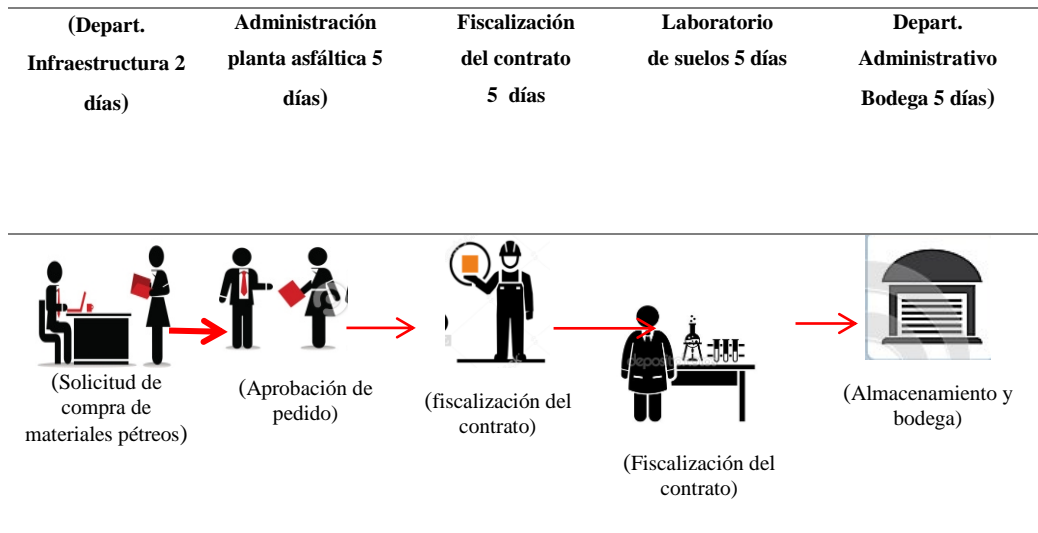 (Depart.
Infraestructura 2
días)
Administración
planta asfáltica 5
días)
Fiscalización
del contrato
5 días
Laboratorio
de suelos 5 días
Depart.
Administrativo
Bodega 5 días)
(Solicitud de
compra de
materiales pétreos)
(Aprobación de
pedido)
(fiscalización del
contrato)
(Fiscalización del
contrato)
(Almacenamiento y
bodega)